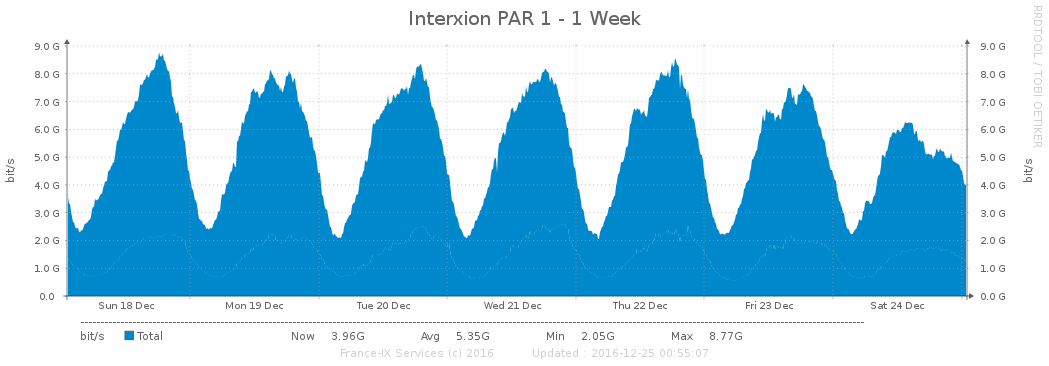 Interxion PAR 1 - 1 Week
RRDTOOL / TOBI OETIKER
9.0 G 9.0 G
8.0 G 8.0 G
7.0 G 7.0 G
6.0 G 6.0 G
5.0 G 5.0 G
4.0 G 4.0 G
3.0 G 3.0 G
2.0 G 2.0 G
1.0 G 1.0 G
0.0 0.0 G
bit/s
bit/s
Sun 18 Dec Mon 19 Dec Tue 20 Dec Wed 21 Dec Thu 22 Dec Fri 23 Dec Sat 24 Dec
bit/s Total Now 3.96G Avg 5.35G Min 2.05G Max 8.77G
France-IX Services (c) 2016 Updated : 2016-12-25 00:55:07